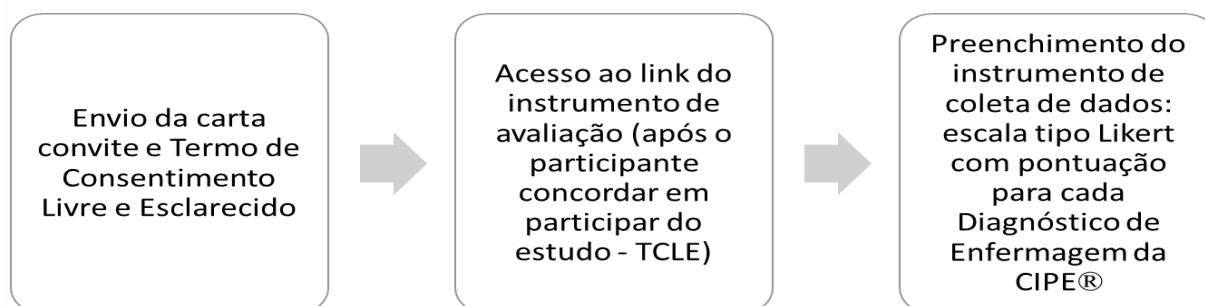 Envio da carta
convite e Termo de
Consentimento
Livre e Esclarecido
Acesso ao link do
instrumento de
avaliação (após o
participante
concordar em
participar do
estudo - TCLE)
Preenchimento do
instrumento de
coleta de dados:
escala tipo Likert
com pontuação
para cada
Diagnóstico de
Enfermagem da
CIPE®